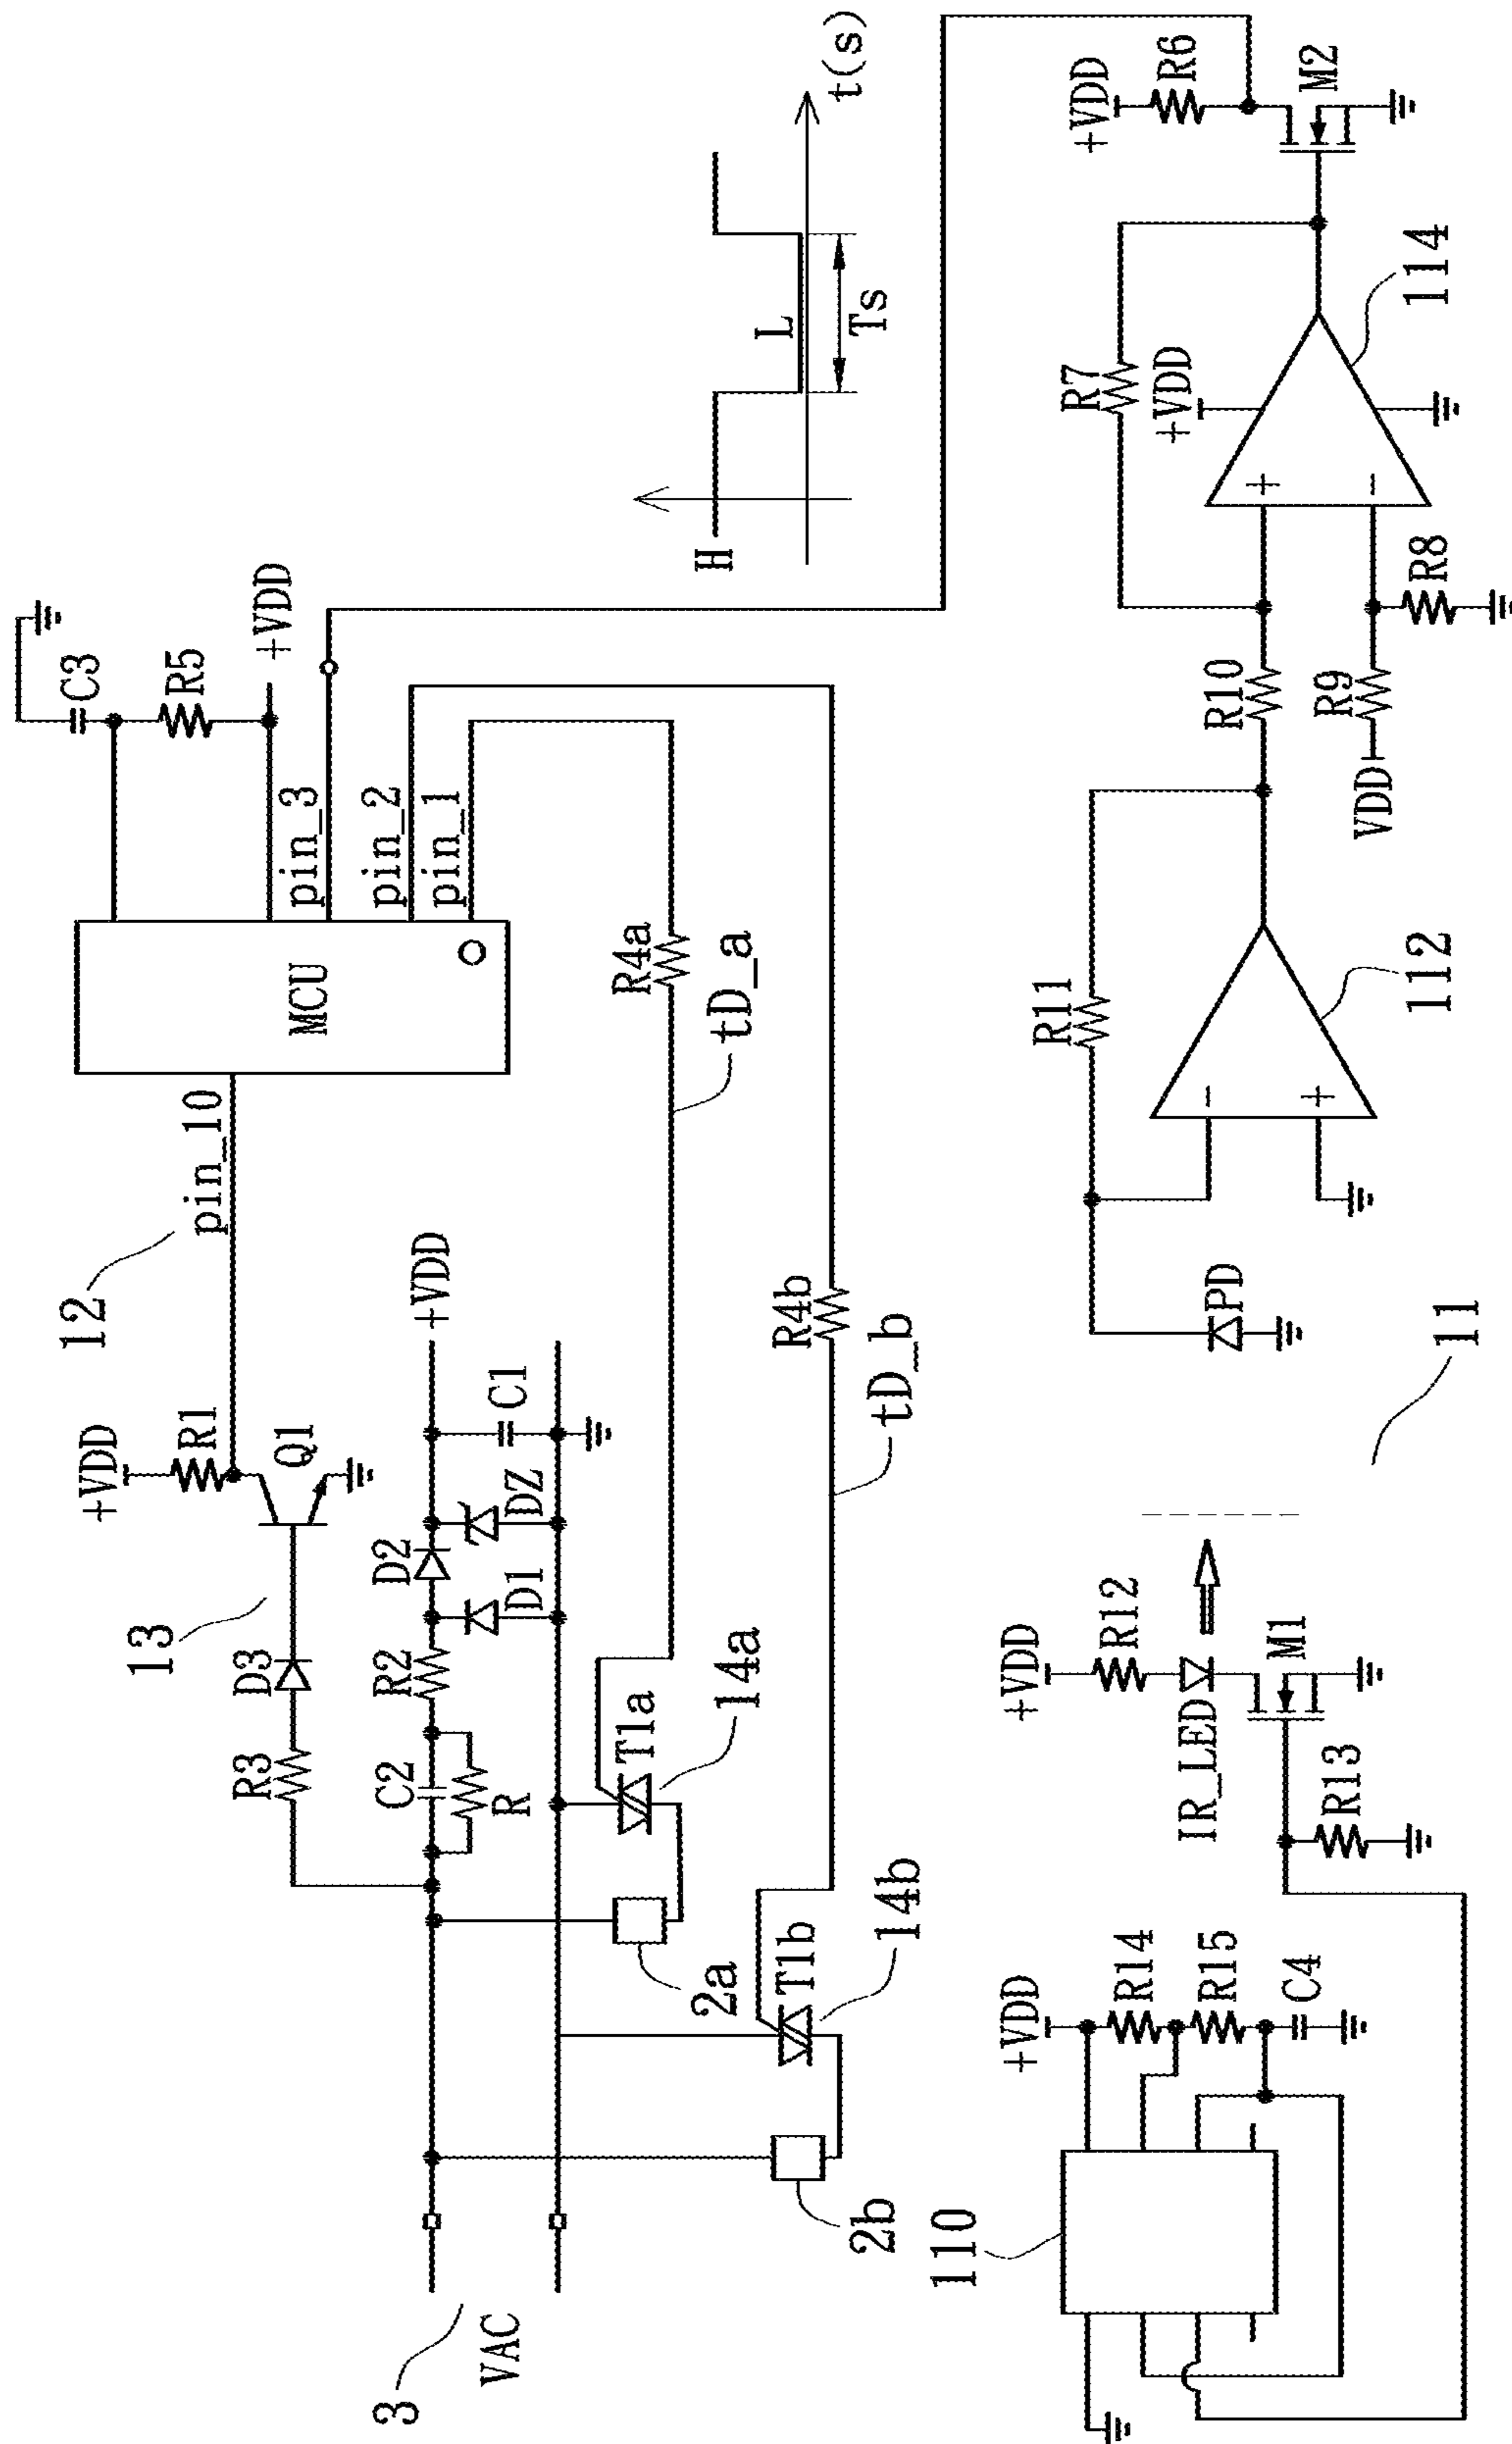 3
VAC
2b
2a
14b
14a
T1b
T1a
R3
D3
13
C2
R
R2
D1
D2
DZ
C1
+VDD
+VDD
R1
Q1
12
pin_10
MCU
pin_3
pin_2
pin_1
+VDD
R5
C3
R4a
tD_a
R4b
tD_b
H
L
Ts
t(s)
110
+VDD
R14
R15
C4
+VDD
R12
IR_LED
M1
R13
11
PD
R11
112
R10
R9
VDD
R8
R7
+VDD
114
+VDD
R6
M2
-
+
+
-